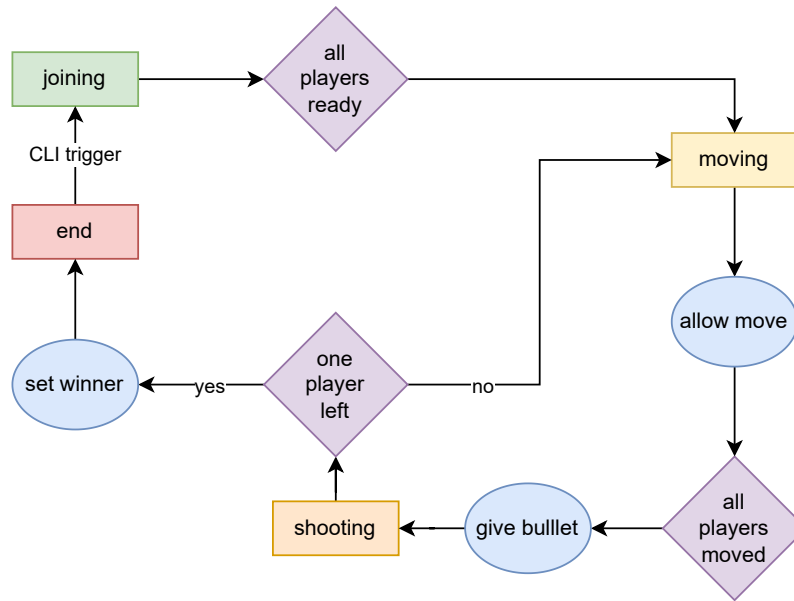 joining
all
players
ready
moving
CLI trigger
end
allow move
set winner
yes
one
player
left
no
shooting
give bulllet
all
players
moved